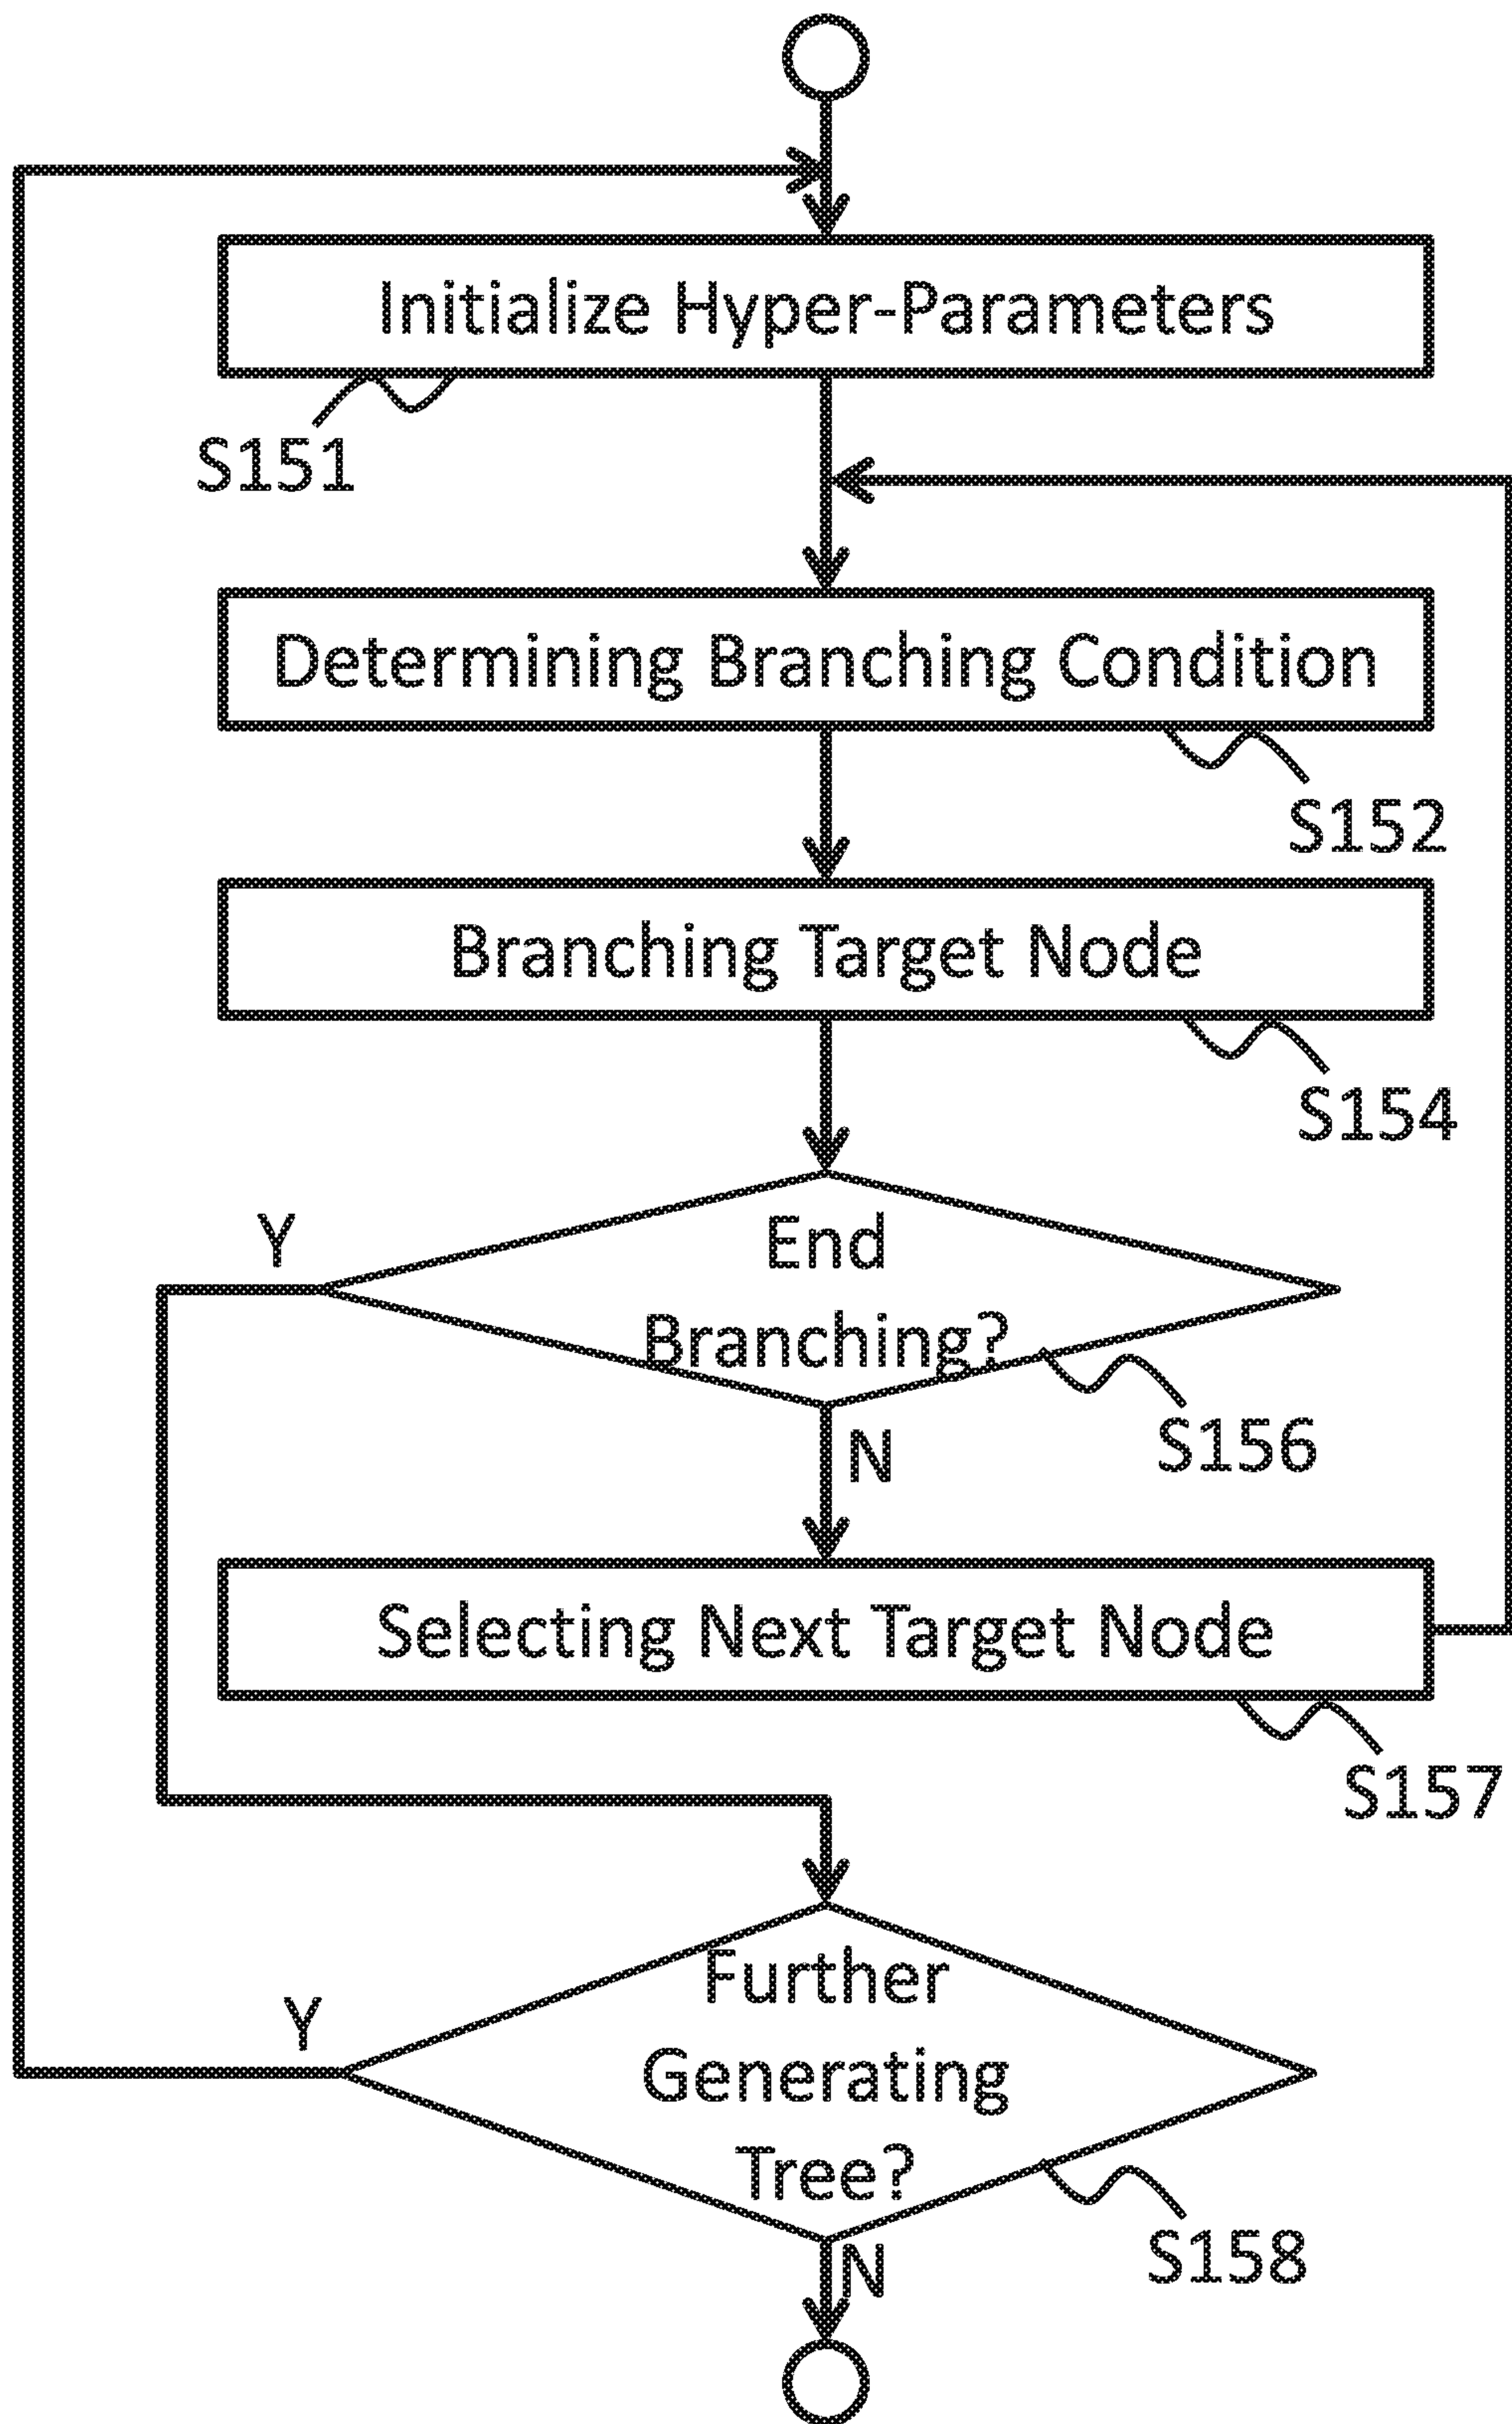 Initialize Hyper-Parameters
S151
Determining Branching Condition
S152
Branching Target Node
S154
Y
End
Branching?
S156
N
Selecting Next Target Node
S157
Y
Further
Generating
Tree?
S158
N